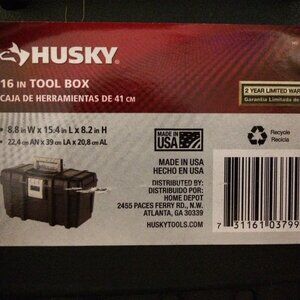 HUSKY
16 IN TOOL BOX
CAJA DE HERRAMIENTAS DE 41 CM
2 YEAR LIMITED WARR
Garantía Limitada de
• 8.8 in W x 15.4 in L x 8.2 in H
• 22,4 cm AN x 39 cm LA x 20,8 cm AL
MADE IN
USA
Recycle
Recicla
MADE IN USA
HECHO EN USA
DISTRIBUTED BY:
DISTRIBUIDO POR:
HOME DEPOT
2455 PACES FERRY RD., N.W.
ATLANTA, GA 30339
HUSKYTOOLS.COM
7 31161 03799